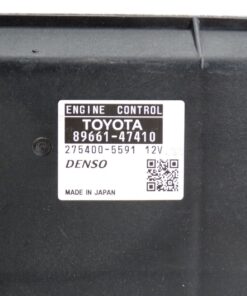 ENGINE CONTROL
TOYOTA
89661-47410
275400-5591 12V
DENSO
MADE IN JAPAN